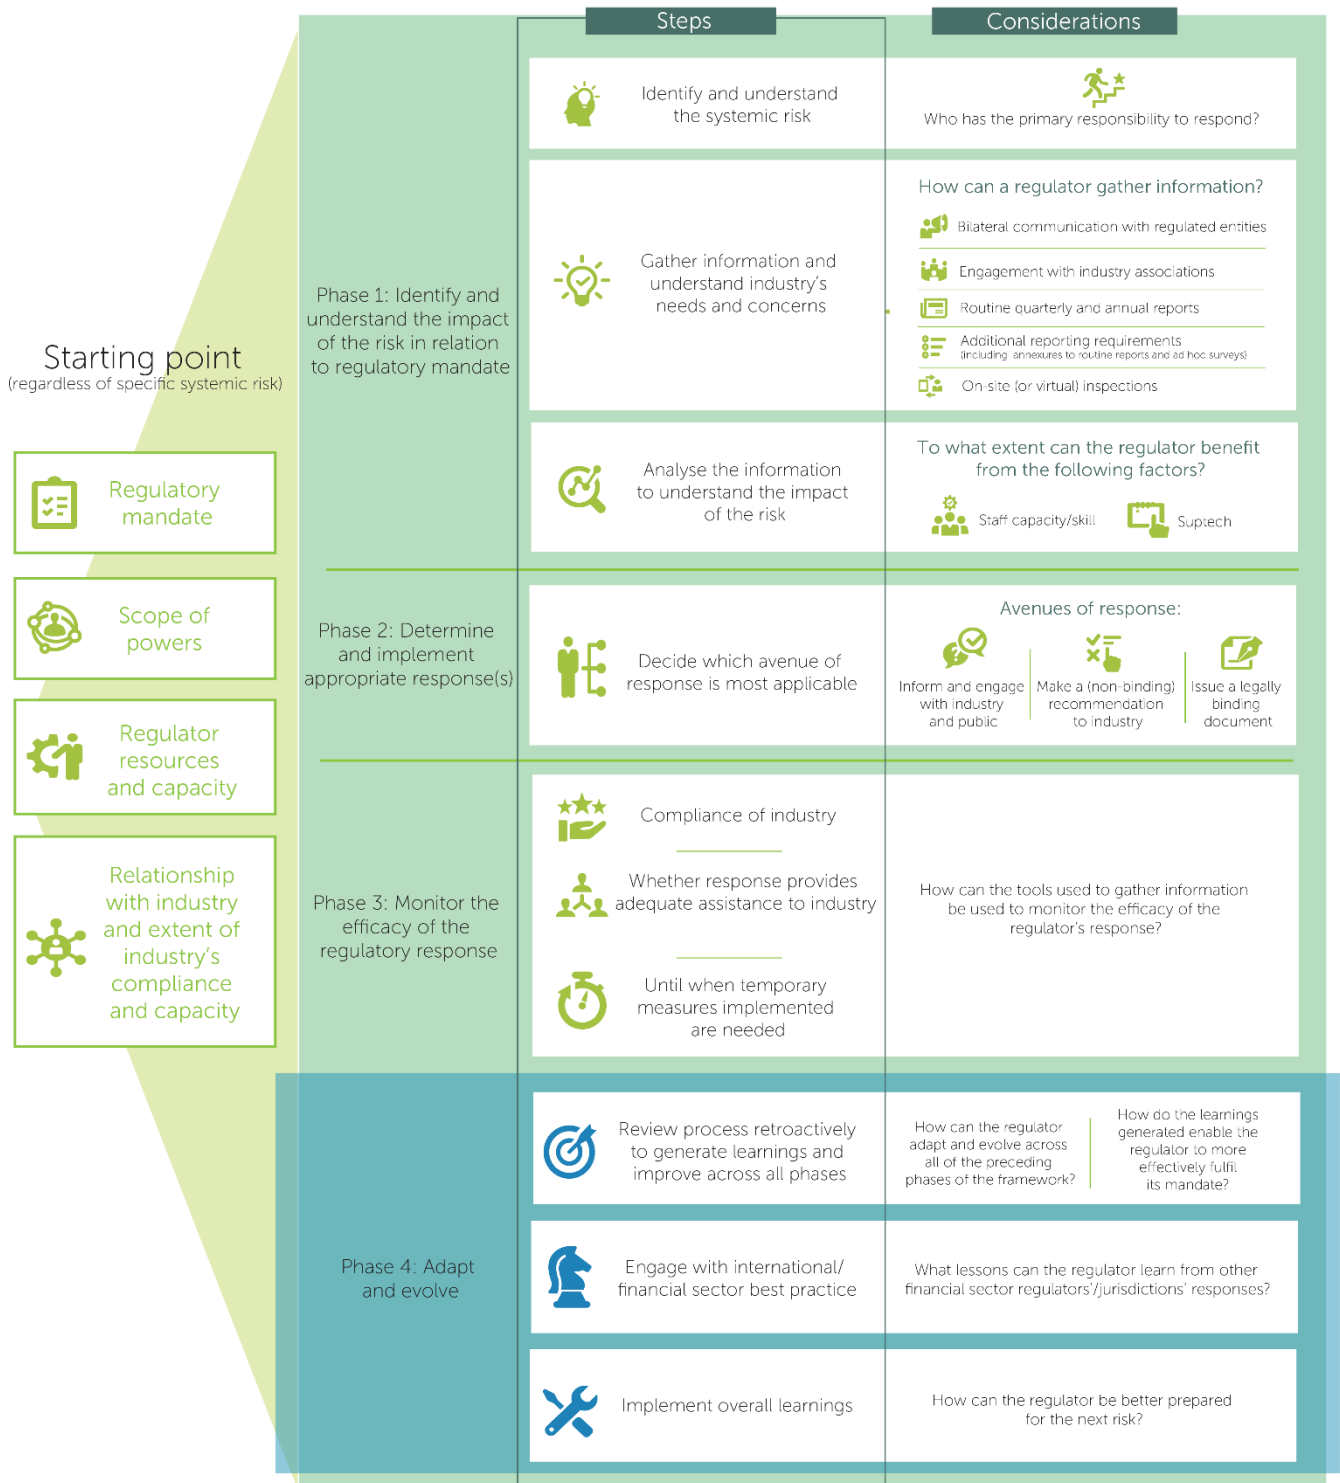 Steps
Considerations
Starting point
(regardless of specific systemic risk)
Regulatory
mandate
Scope of
powers
Regulator
resources
and capacity
Relationship
with industry
and extent of
industry's
compliance
and capacity
Phase 1: Identify and
understand the impact
of the risk in relation
to regulatory mandate
Identify and understand
the systemic risk
Who has the primary responsibility to respond?
Gather information and
understand industry's
needs and concerns
How can a regulator gather information?
Bilateral communication with regulated entities
Engagement with industry associations
Routine quarterly and annual reports
Additional reporting requirements
(including annexures to routine reports and ad hoc surveys)
On-site (or virtual) inspections
Analyse the information
to understand the impact
of the risk
To what extent can the regulator benefit
from the following factors?
Staff capacity/skill
Suptech
Phase 2: Determine
and implement
appropriate response(s)
Decide which avenue of
response is most applicable
Avenues of response:
Inform and engage
with industry
and public
Make a (non-binding)
recommendation
to industry
Issue a legally
binding
document
Phase 3: Monitor the
efficacy of the
regulatory response
Compliance of industry
Whether response provides
adequate assistance to industry
Until when temporary
measures implemented
are needed
How can the tools used to gather information
be used to monitor the efficacy of the
regulator's response?
Phase 4: Adapt
and evolve
Review process retroactively
to generate learnings and
improve across all phases
How can the regulator
adapt and evolve across
all of the preceding
phases of the framework?
How do the learnings
generated enable the
regulator to more
effectively fulfil
its mandate?
Engage with international/
financial sector best practice
What lessons can the regulator learn from other
financial sector regulators'/jurisdictions' responses?
Implement overall learnings
How can the regulator be better prepared
for the next risk?